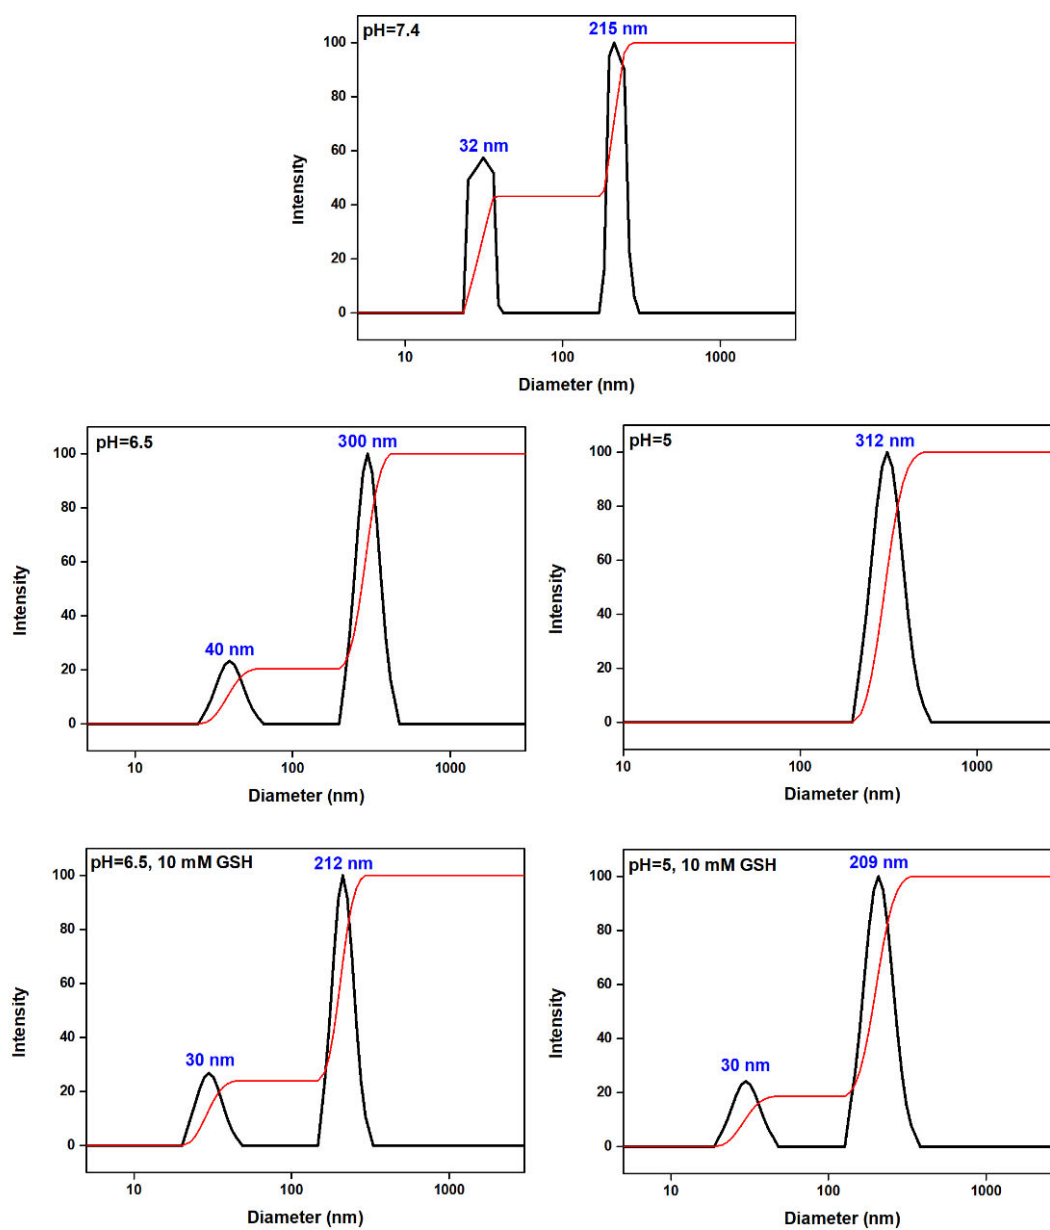 pH=7.4
215 nm
32 nm
100
80
60
40
20
0
Intensity
10 100 1000
Diameter (nm)
pH=6.5
300 nm
40 nm
100
80
60
40
20
0
Intensity
10 100 1000
Diameter (nm)
pH=5
312 nm
100
80
60
40
20
0
Intensity
10 100 1000
Diameter (nm)
pH=6.5, 10 mM GSH
212 nm
30 nm
100
80
60
40
20
0
Intensity
10 100 1000
Diameter (nm)
pH=5, 10 mM GSH
209 nm
30 nm
100
80
60
40
20
0
Intensity
10 100 1000
Diameter (nm)